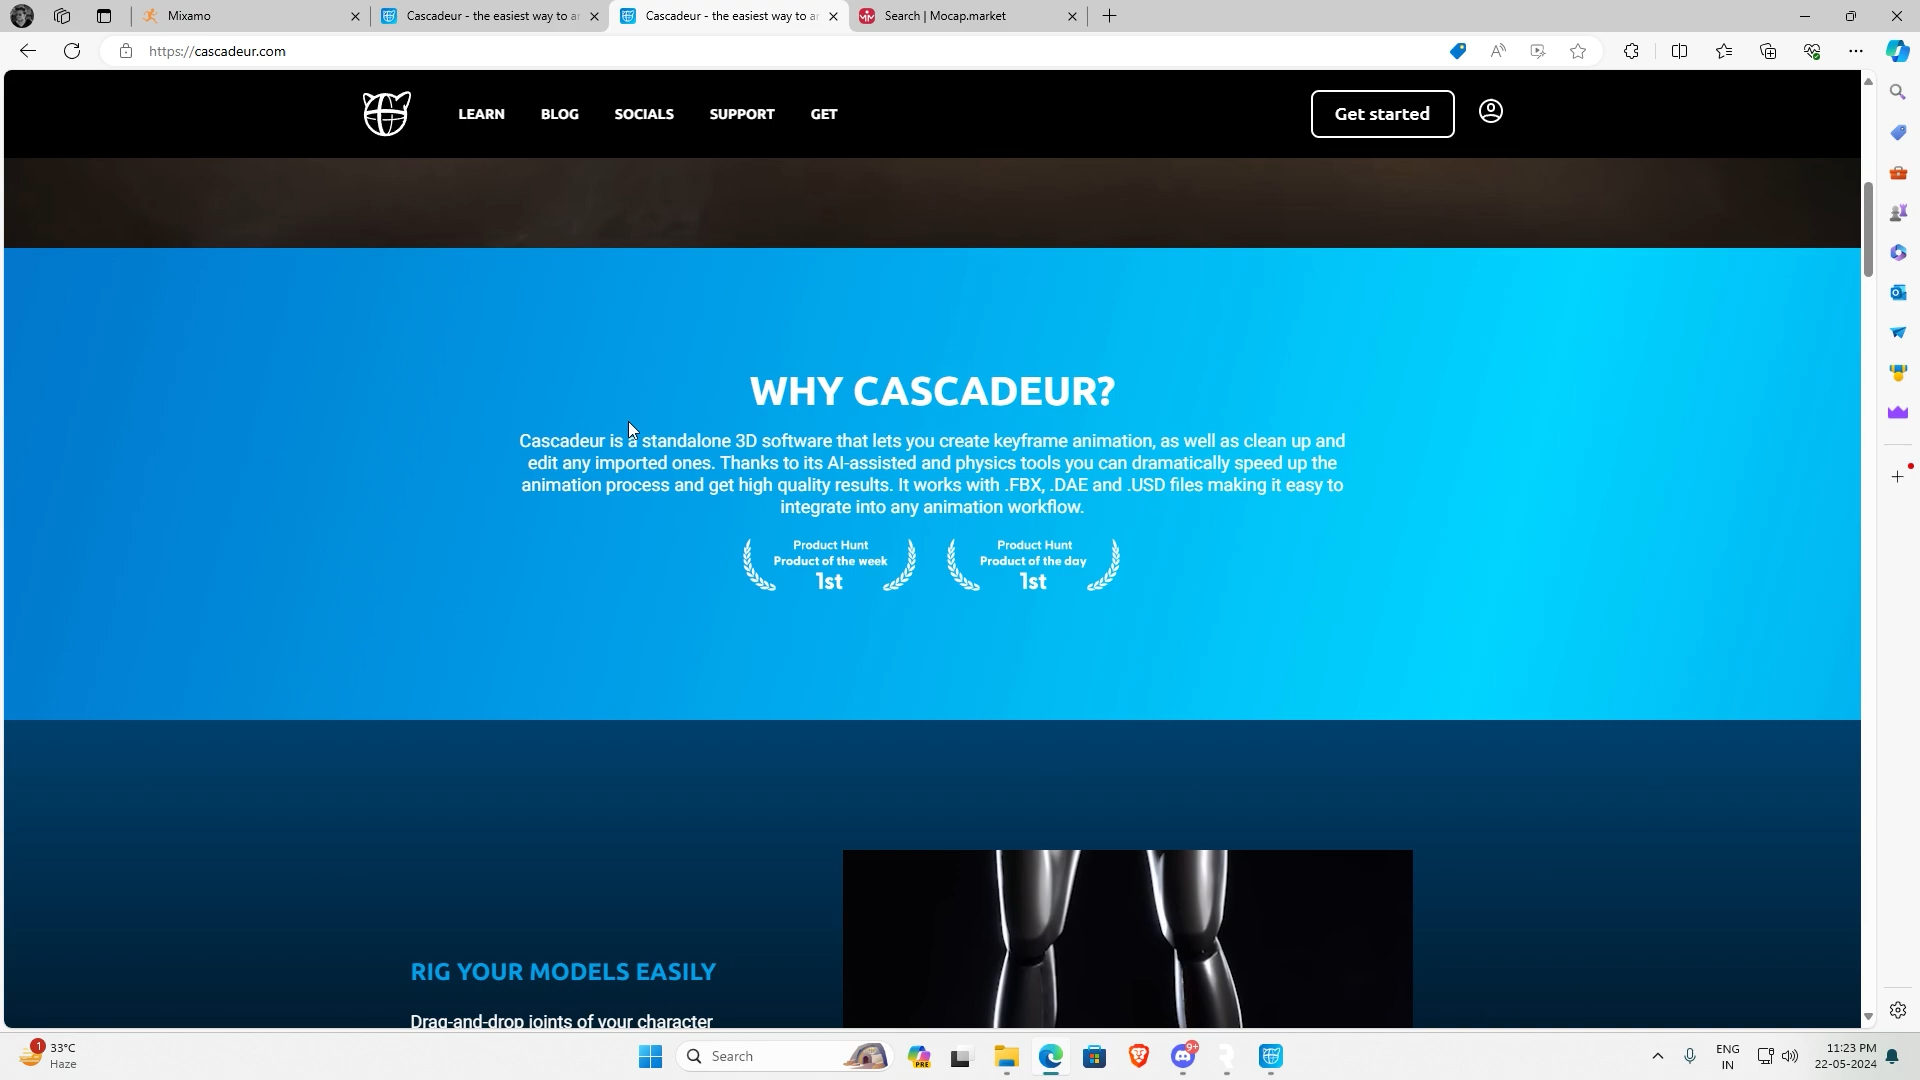 Mixamo
Cascadeur - the easiest way to a
Cascadeur - the easiest way to a
Search | Mocap.market
https://cascadeur.com
LEARN
BLOG
SOCIALS
SUPPORT
GET
Get started
WHY CASCADEUR?
Cascadeur is a standalone 3D software that lets you create keyframe animation, as well as clean up and
edit any imported ones. Thanks to its AI-assisted and physics tools you can dramatically speed up the
animation process and get high quality results. It works with .FBX, .DAE and .USD files making it easy to
integrate into any animation workflow.
Product Hunt
Product of the week
1st
Product Hunt
Product of the day
1st
RIG YOUR MODELS EASILY
Drag-and-drop joints of your character
1
33°C
Haze
Search
PRE
9+
ENG
IN
11:23 PM
22-05-2024